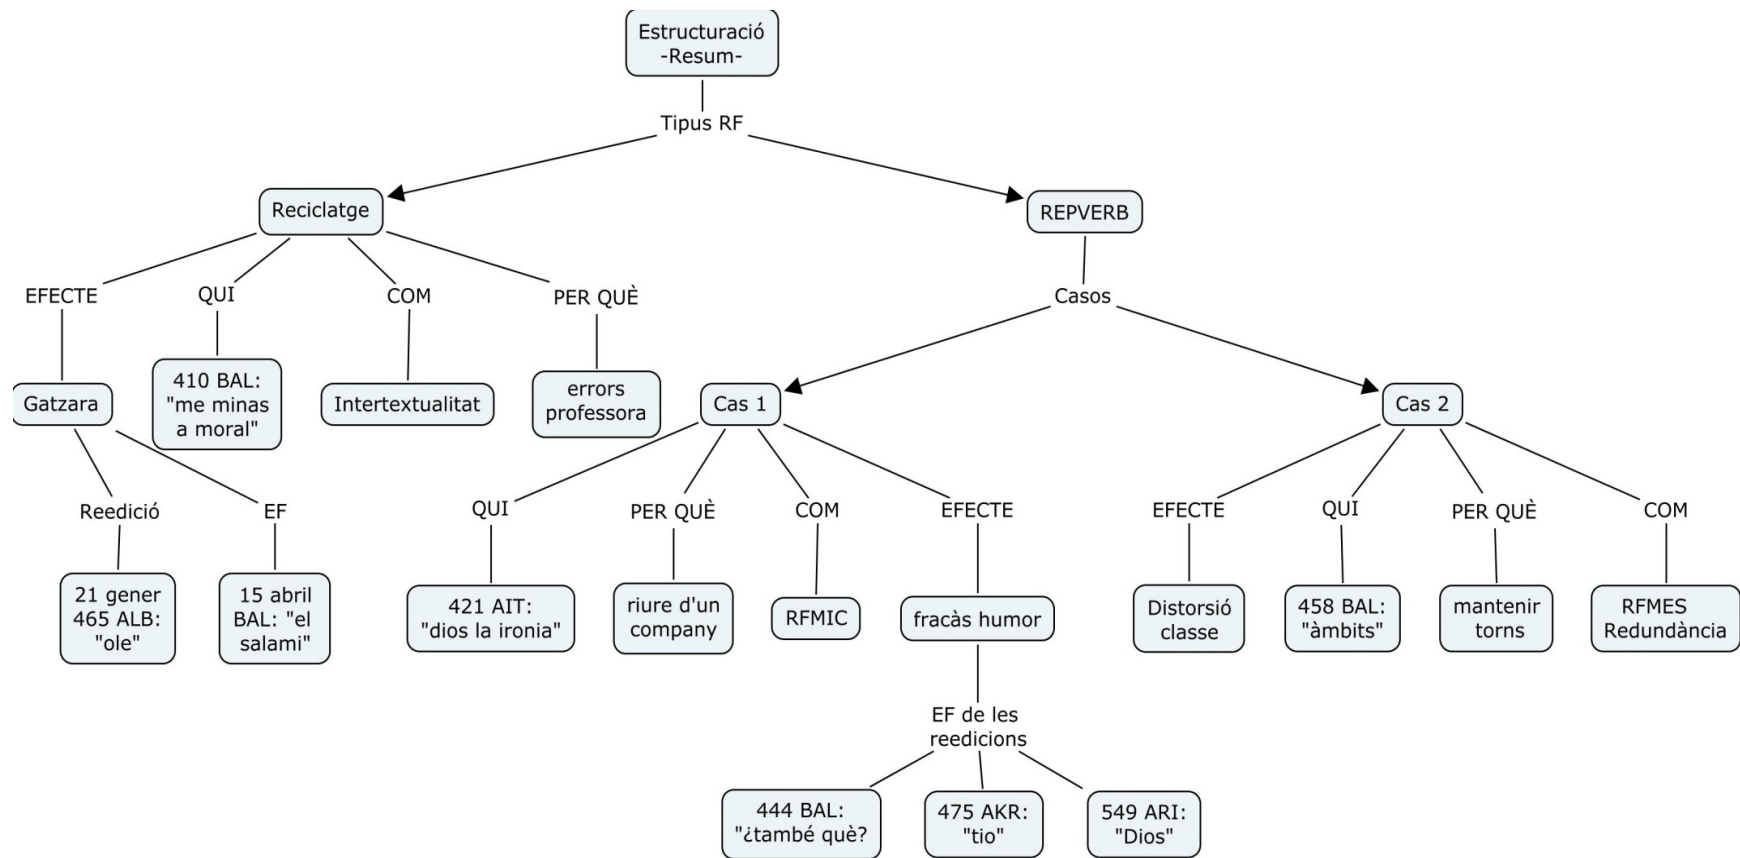 Estructuració
-Resum-
Tipus RF
Reciclatge
REPVERB
EFECTE
QUI
COM
PER QUÈ
Casos
Gatzara
410 BAL:
"me minas
a moral"
Intertextualitat
errors
professora
Cas 1
Cas 2
Reedició
EF
QUI
PER QUÈ
COM
EFECTE
EFECTE
QUI
PER QUÈ
COM
21 gener
465 ALB:
"ole"
15 abril
BAL: "el
salami"
421 AIT:
"dios la ironia"
riure d'un
company
RFMIC
fracàs humor
Distorsió
classe
458 BAL:
"àmbits"
mantenir
torns
RFMES
Redundància
EF de les
reedicions
444 BAL:
"¿també què?
475 AKR:
"tio"
549 ARI:
"Dios"